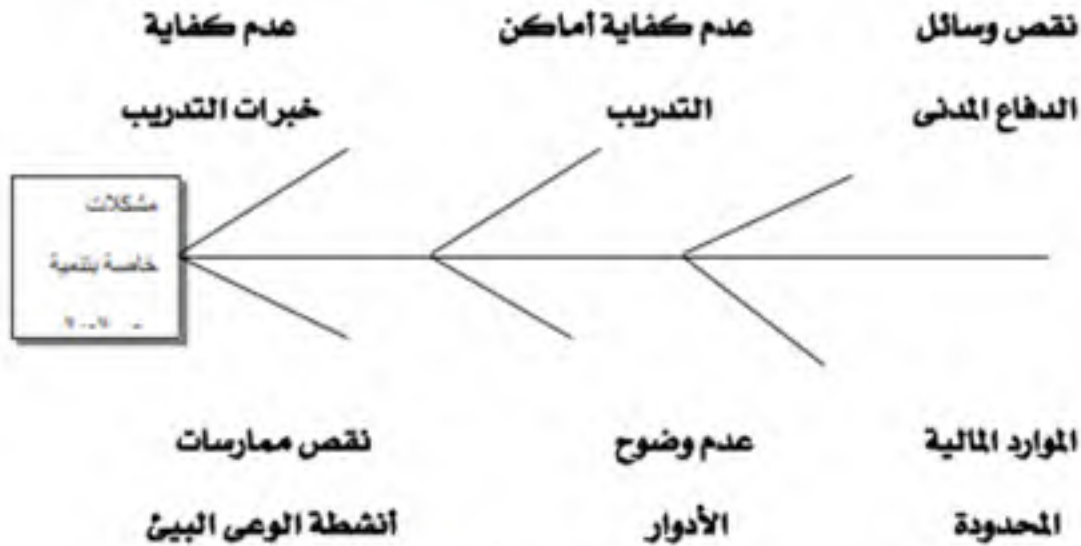 نقص وسائل
الدفاع المدنى
عدم كفاية أماكن
التدريب
عدم كفاية
خبرات التدريب
مشكلات
خاصة بتنمية
الموارد المالية
المحدودة
عدم وضوح
الأدوار
نقص ممارسات
أنشطة الوعى البيئ